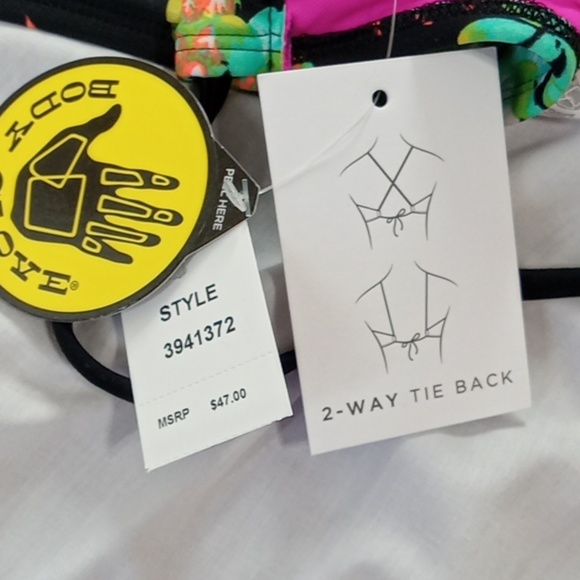 BODY
GLOVE®
PEEL HERE
STYLE
3941372
MSRP $47.00
2-WAY TIE BACK